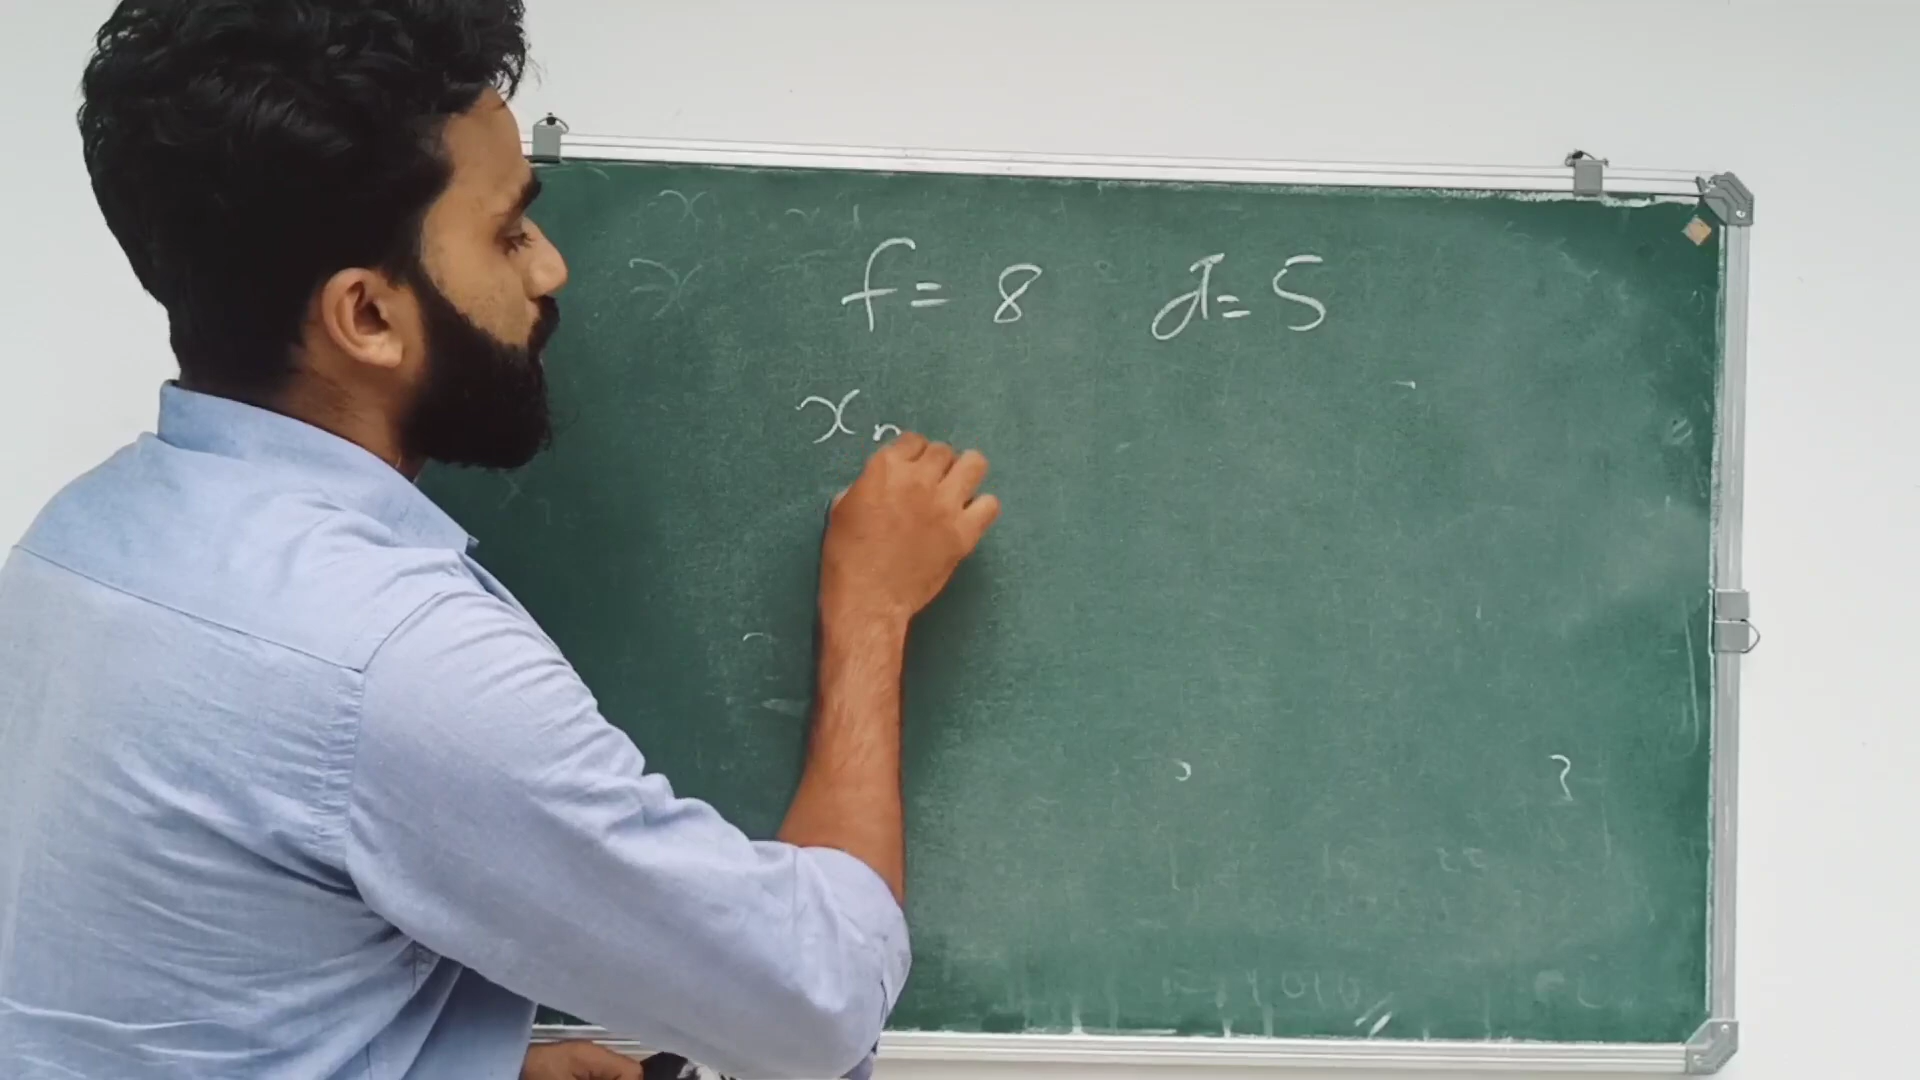 f = 8 d = 5
x n